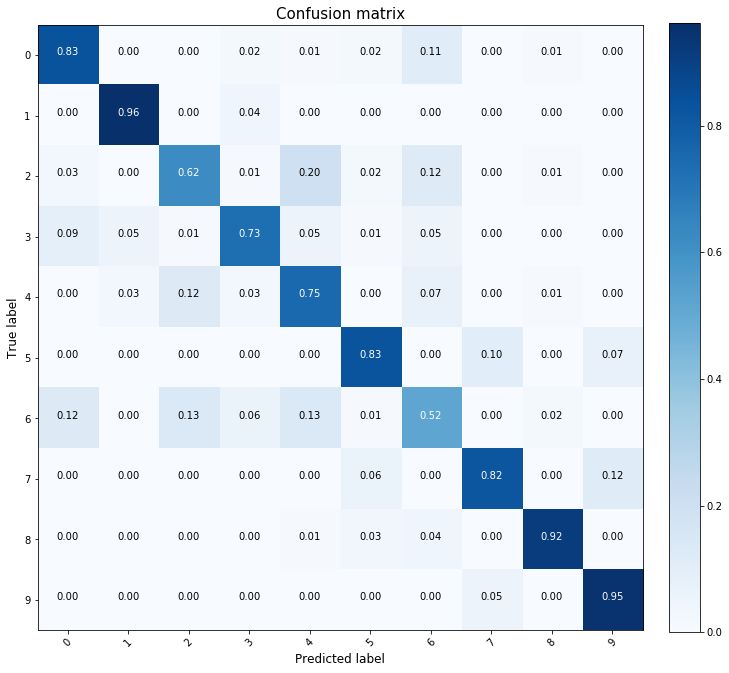 Confusion matrix
0 0.83 0.00 0.00 0.02 0.01 0.02 0.11 0.00 0.01 0.00
1 0.00 0.96 0.00 0.04 0.00 0.00 0.00 0.00 0.00 0.00
2 0.03 0.00 0.62 0.01 0.20 0.02 0.12 0.00 0.01 0.00
3 0.09 0.05 0.01 0.73 0.05 0.01 0.05 0.00 0.00 0.00
4 0.00 0.03 0.12 0.03 0.75 0.00 0.07 0.00 0.01 0.00
5 0.00 0.00 0.00 0.00 0.00 0.83 0.00 0.10 0.00 0.07
6 0.12 0.00 0.13 0.06 0.13 0.01 0.52 0.00 0.02 0.00
7 0.00 0.00 0.00 0.00 0.00 0.06 0.00 0.82 0.00 0.12
8 0.00 0.00 0.00 0.00 0.01 0.03 0.04 0.00 0.92 0.00
9 0.00 0.00 0.00 0.00 0.00 0.00 0.00 0.05 0.00 0.95
0 1 2 3 4 5 6 7 8 9
Predicted label
True label
0.8
0.6
0.4
0.2
0.0